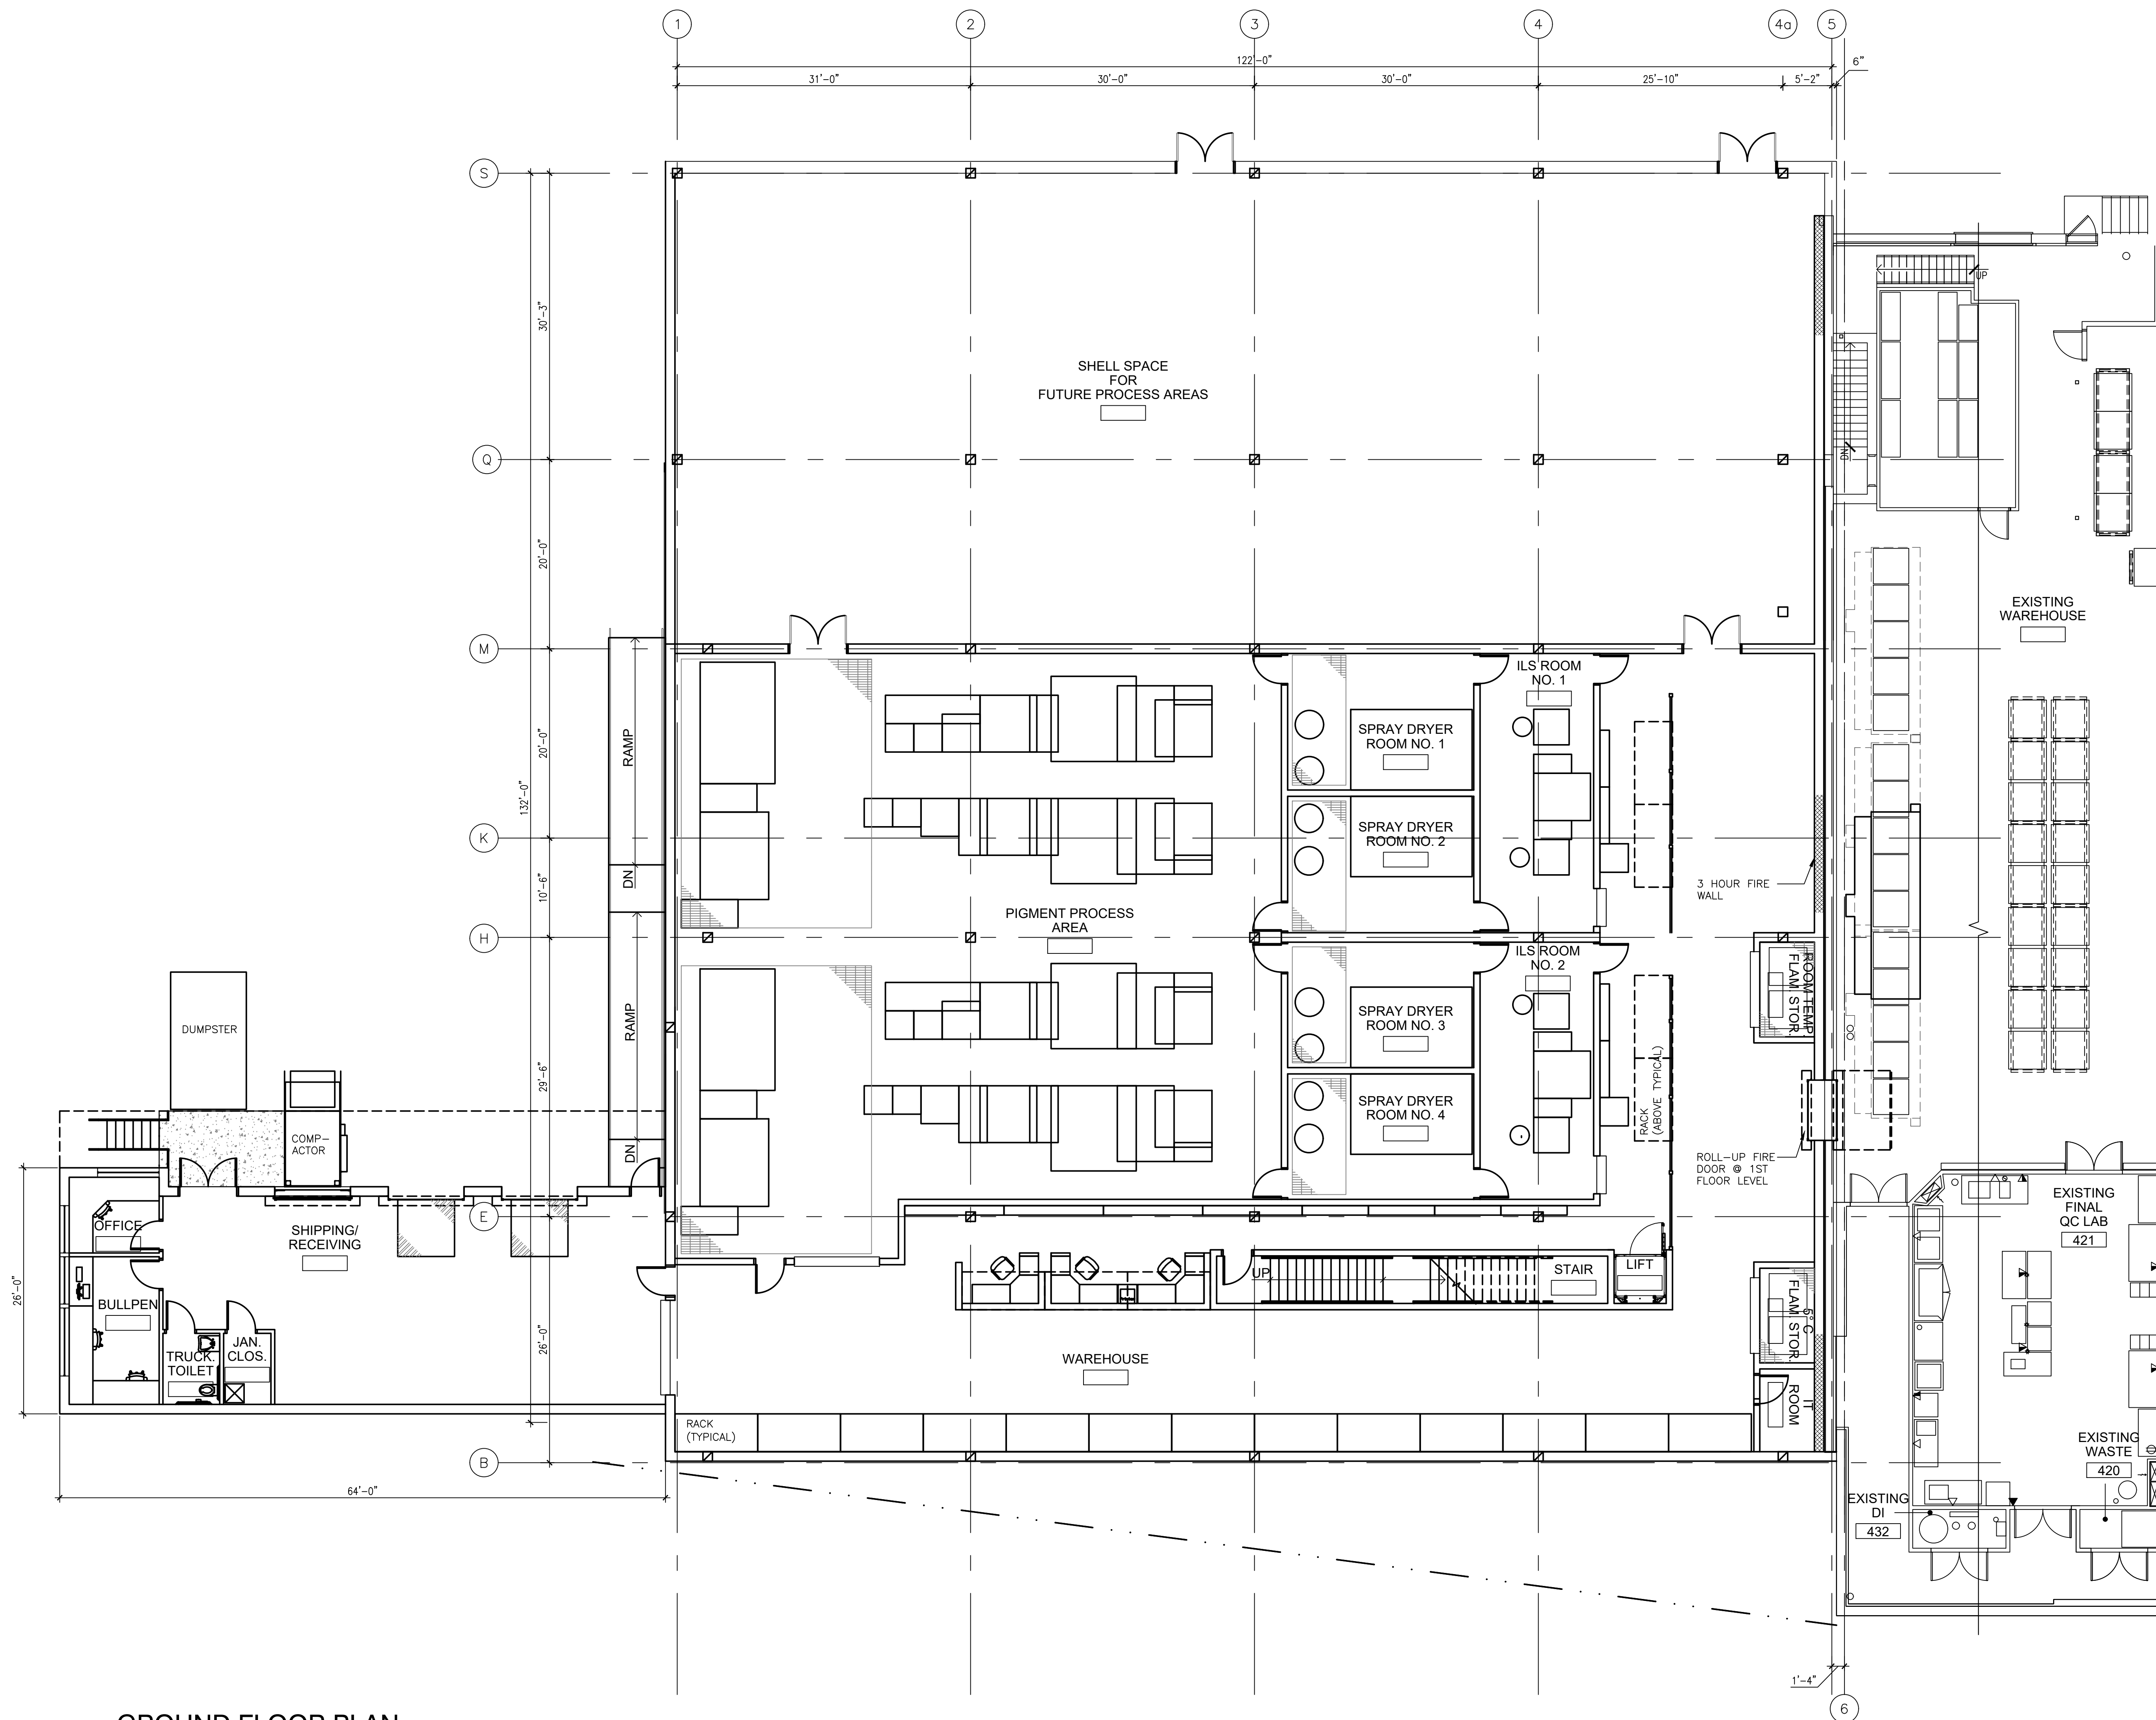 1
2
3
4
4a
5
122'-0"
6"
31'-0"
30'-0"
30'-0"
25'-10"
5'-2"
S
Q
M
K
H
E
B
30'-3"
20'-0"
20'-0"
132'-0"
10'-6"
29'-6"
26'-0"
26'-0"
64'-0"
SHELL SPACE
FOR
FUTURE PROCESS AREAS
UP
DN
EXISTING
WAREHOUSE
RAMP
DN
RAMP
DN
ILS ROOM
NO. 1
SPRAY DRYER
ROOM NO. 1
SPRAY DRYER
ROOM NO. 2
3 HOUR FIRE
WALL
PIGMENT PROCESS
AREA
ILS ROOM
NO. 2
SPRAY DRYER
ROOM NO. 3
SPRAY DRYER
ROOM NO. 4
RACK
(ABOVE TYPICAL)
ROOM TEMP.
FLAM. STOR.
ROLL-UP FIRE
DOOR @ 1ST
FLOOR LEVEL
DUMPSTER
COMP-
ACTOR
OFFICE
SHIPPING/
RECEIVING
BULLPEN
TRUCK.
TOILET
JAN.
CLOS.
UP
STAIR
LIFT
WAREHOUSE
RACK
(TYPICAL)
6° C
FLAM. STOR.
IT
ROOM
EXISTING
FINAL
QC LAB
421
EXISTING
WASTE
420
EXISTING
DI
432
1'-4"
6
GROUND FLOOR PLAN